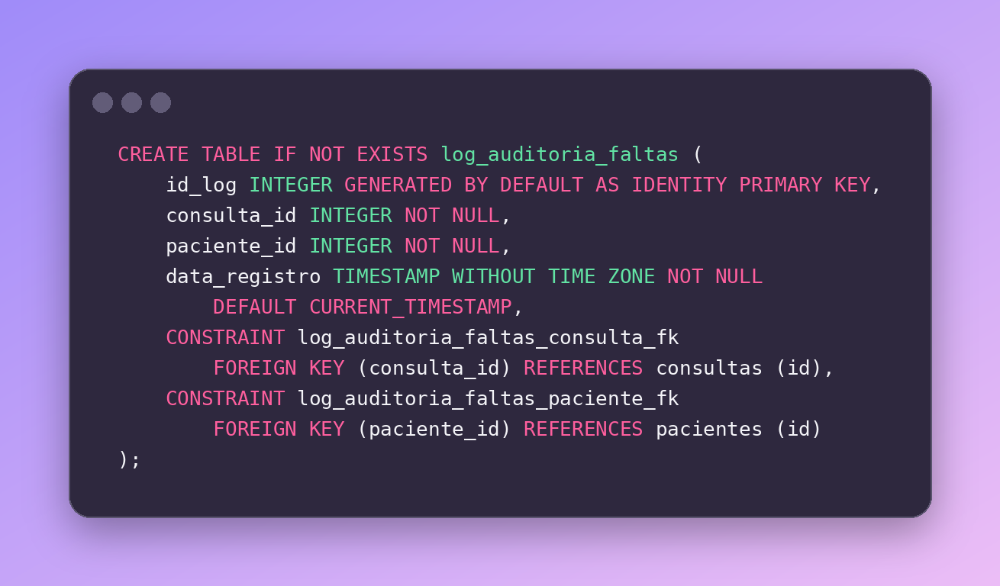 CREATE TABLE IF NOT EXISTS log_auditoria_faltas (
    id_log INTEGER GENERATED BY DEFAULT AS IDENTITY PRIMARY KEY,
    consulta_id INTEGER NOT NULL,
    paciente_id INTEGER NOT NULL,
    data_registro TIMESTAMP WITHOUT TIME ZONE NOT NULL
        DEFAULT CURRENT_TIMESTAMP,
    CONSTRAINT log_auditoria_faltas_consulta_fk
        FOREIGN KEY (consulta_id) REFERENCES consultas (id),
    CONSTRAINT log_auditoria_faltas_paciente_fk
        FOREIGN KEY (paciente_id) REFERENCES pacientes (id)
);